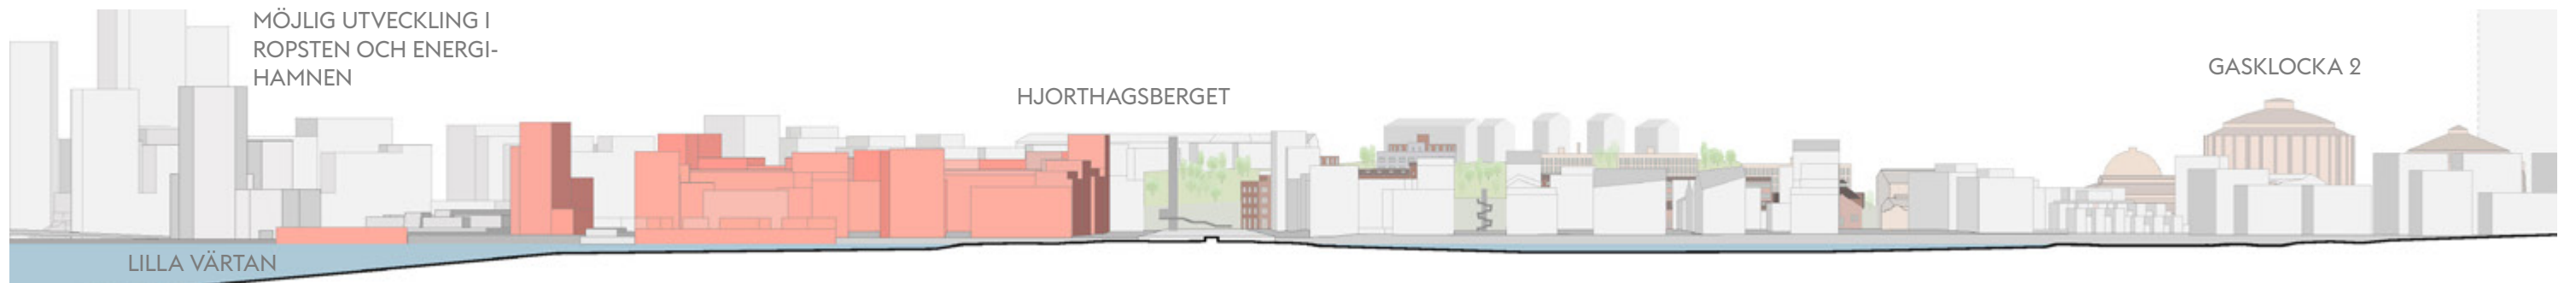 MÖJLIG UTVECKLING I
ROPSTEN OCH ENERGI-
HAMNEN
HJORTHAGSBERGET
GASKLOCKA 2
LILLA VÄRTAN